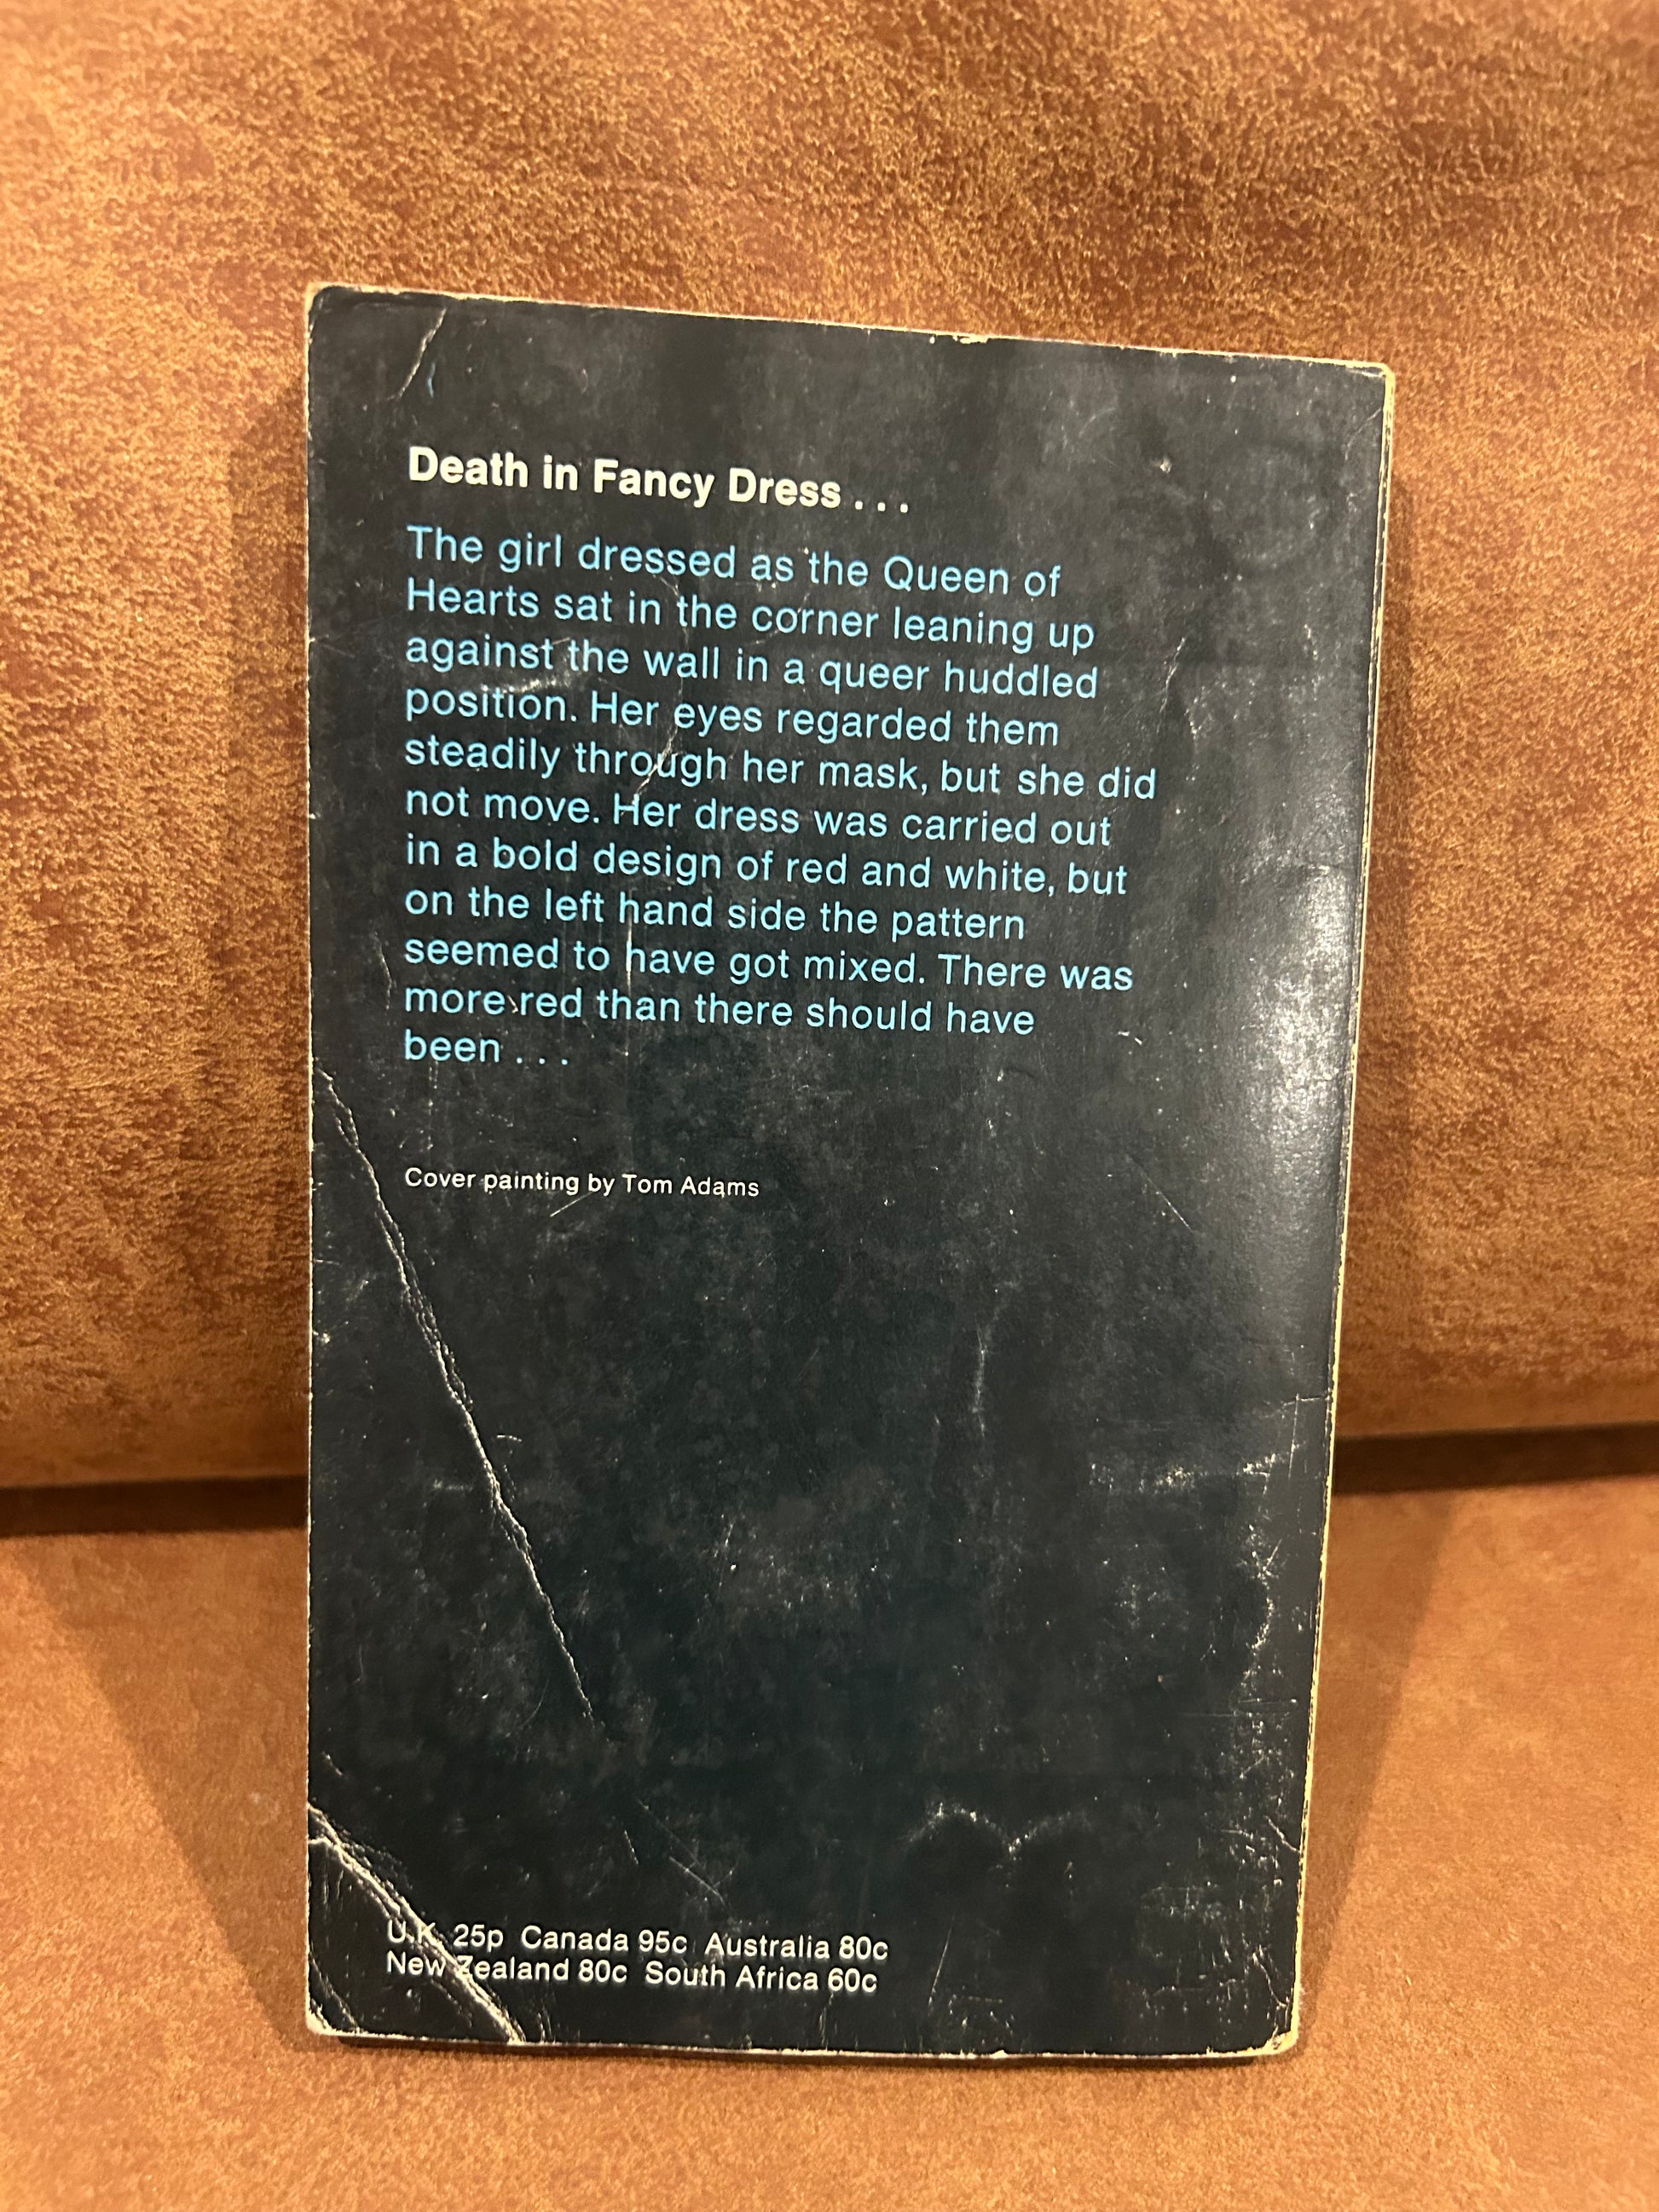 Death in Fancy Dress . . .
The girl dressed as the Queen of
Hearts sat in the corner leaning up
against the wall in a queer huddled
position. Her eyes regarded them
steadily through her mask, but she did
not move. Her dress was carried out
in a bold design of red and white, but
on the left hand side the pattern
seemed to have got mixed. There was
more red than there should have
been . . .
Cover painting by Tom Adams
U.K. 25p Canada 95c Australia 80c
New Zealand 80c South Africa 60c